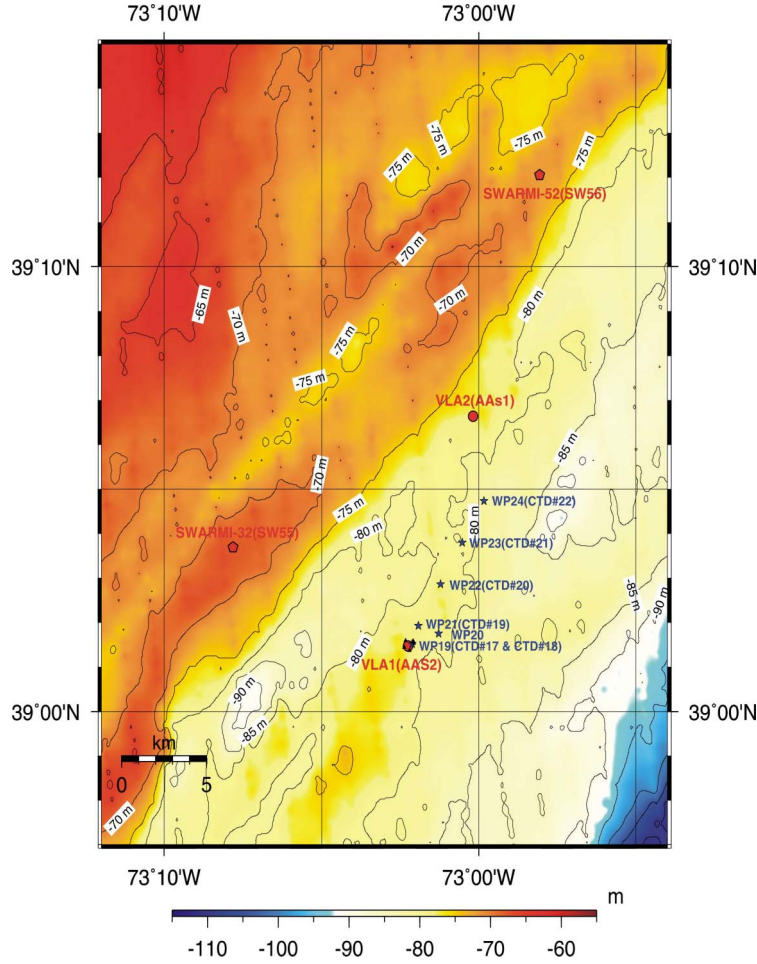 73°10'W 73°00'W
-75 m
-75 m
-75 m
-75 m
SWARMI-52(SW56)
-70 m
39°10'N 39°10'N
-65 m
-70 m
-70 m
-80 m
-75 m
-75 m
VLA2(AAs1)
-85 m
-70 m
WP24(CTD#22)
-75 m
-80 m
-80 m
SWARMI-32(SW55)
WP23(CTD#21)
WP22(CTD#20)
-85 m
-90 m
WP21(CTD#19)
WP20
WP19(CTD#17 & CTD#18)
-80 m
VLA1(AAS2)
-90 m
39°00'N 39°00'N
-85 m
km
0 5
-70 m
73°10'W 73°00'W
m
-110 -100 -90 -80 -70 -60